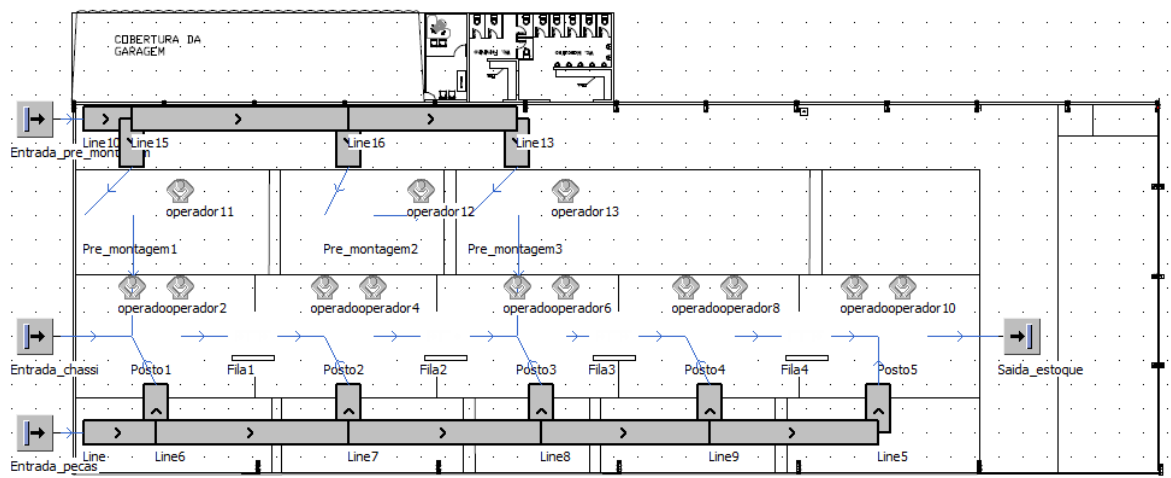 COBERTURA DA
GARAGEM
Line10 Line15 Line16 Line13
Entrada_pre_mont
operador11 operador12 operador13
Pre_montagem1 Pre_montagem2 Pre_montagem3
operadooperador2 operadooperador4 operadooperador6 operadooperador8 operadooperador10
Entrada_chassi Posto1 Fila1 Posto2 Fila2 Posto3 Fila3 Posto4 Fila4 Posto5 Saida_estoque
Line Line6 Line7 Line8 Line9 Line5
Entrada_pecas